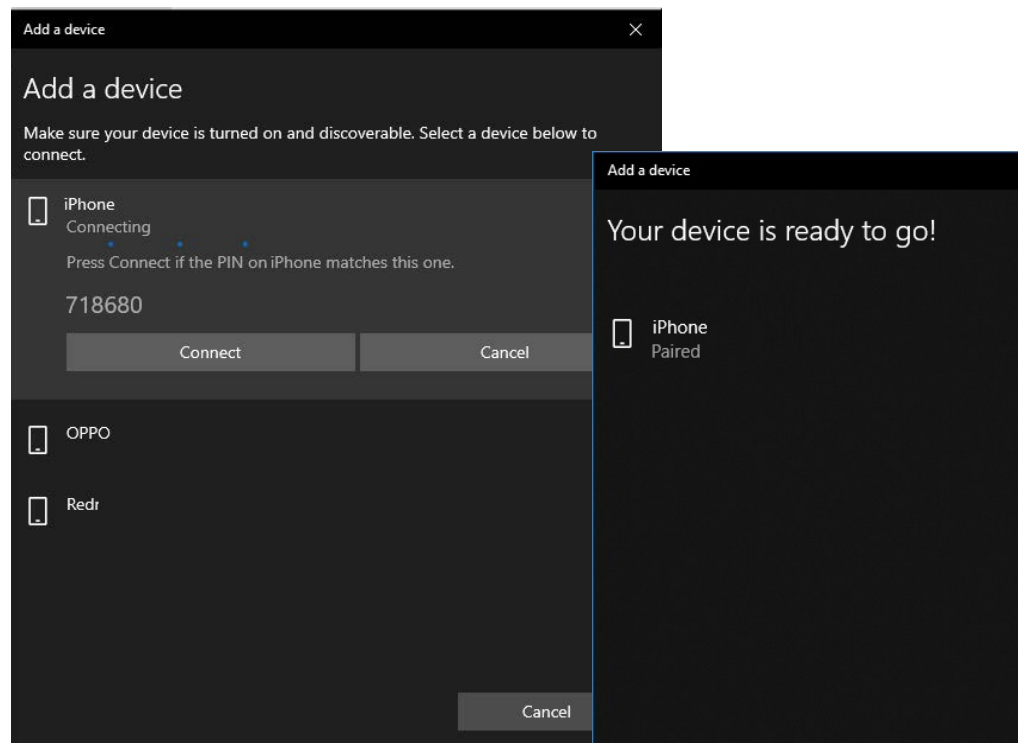 Add a device
Add a device
Make sure your device is turned on and discoverable. Select a device below to
connect.
iPhone
Connecting
Press Connect if the PIN on iPhone matches this one.
718680
Connect
Cancel
OPPO
Redr
Cancel
Add a device
Your device is ready to go!
iPhone
Paired